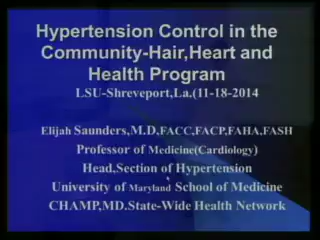 Hypertension Control in the
Community-Hair,Heart and
Health Program
LSU-Shreveport,La,(11-18-2014
Elijah Saunders,M.D,FACC,FACP,FAHA,FASH
Professor of Medicine(Cardiology)
Head,Section of Hypertension
University of Maryland School of Medicine
CHAMP,MD.State-Wide Health Network